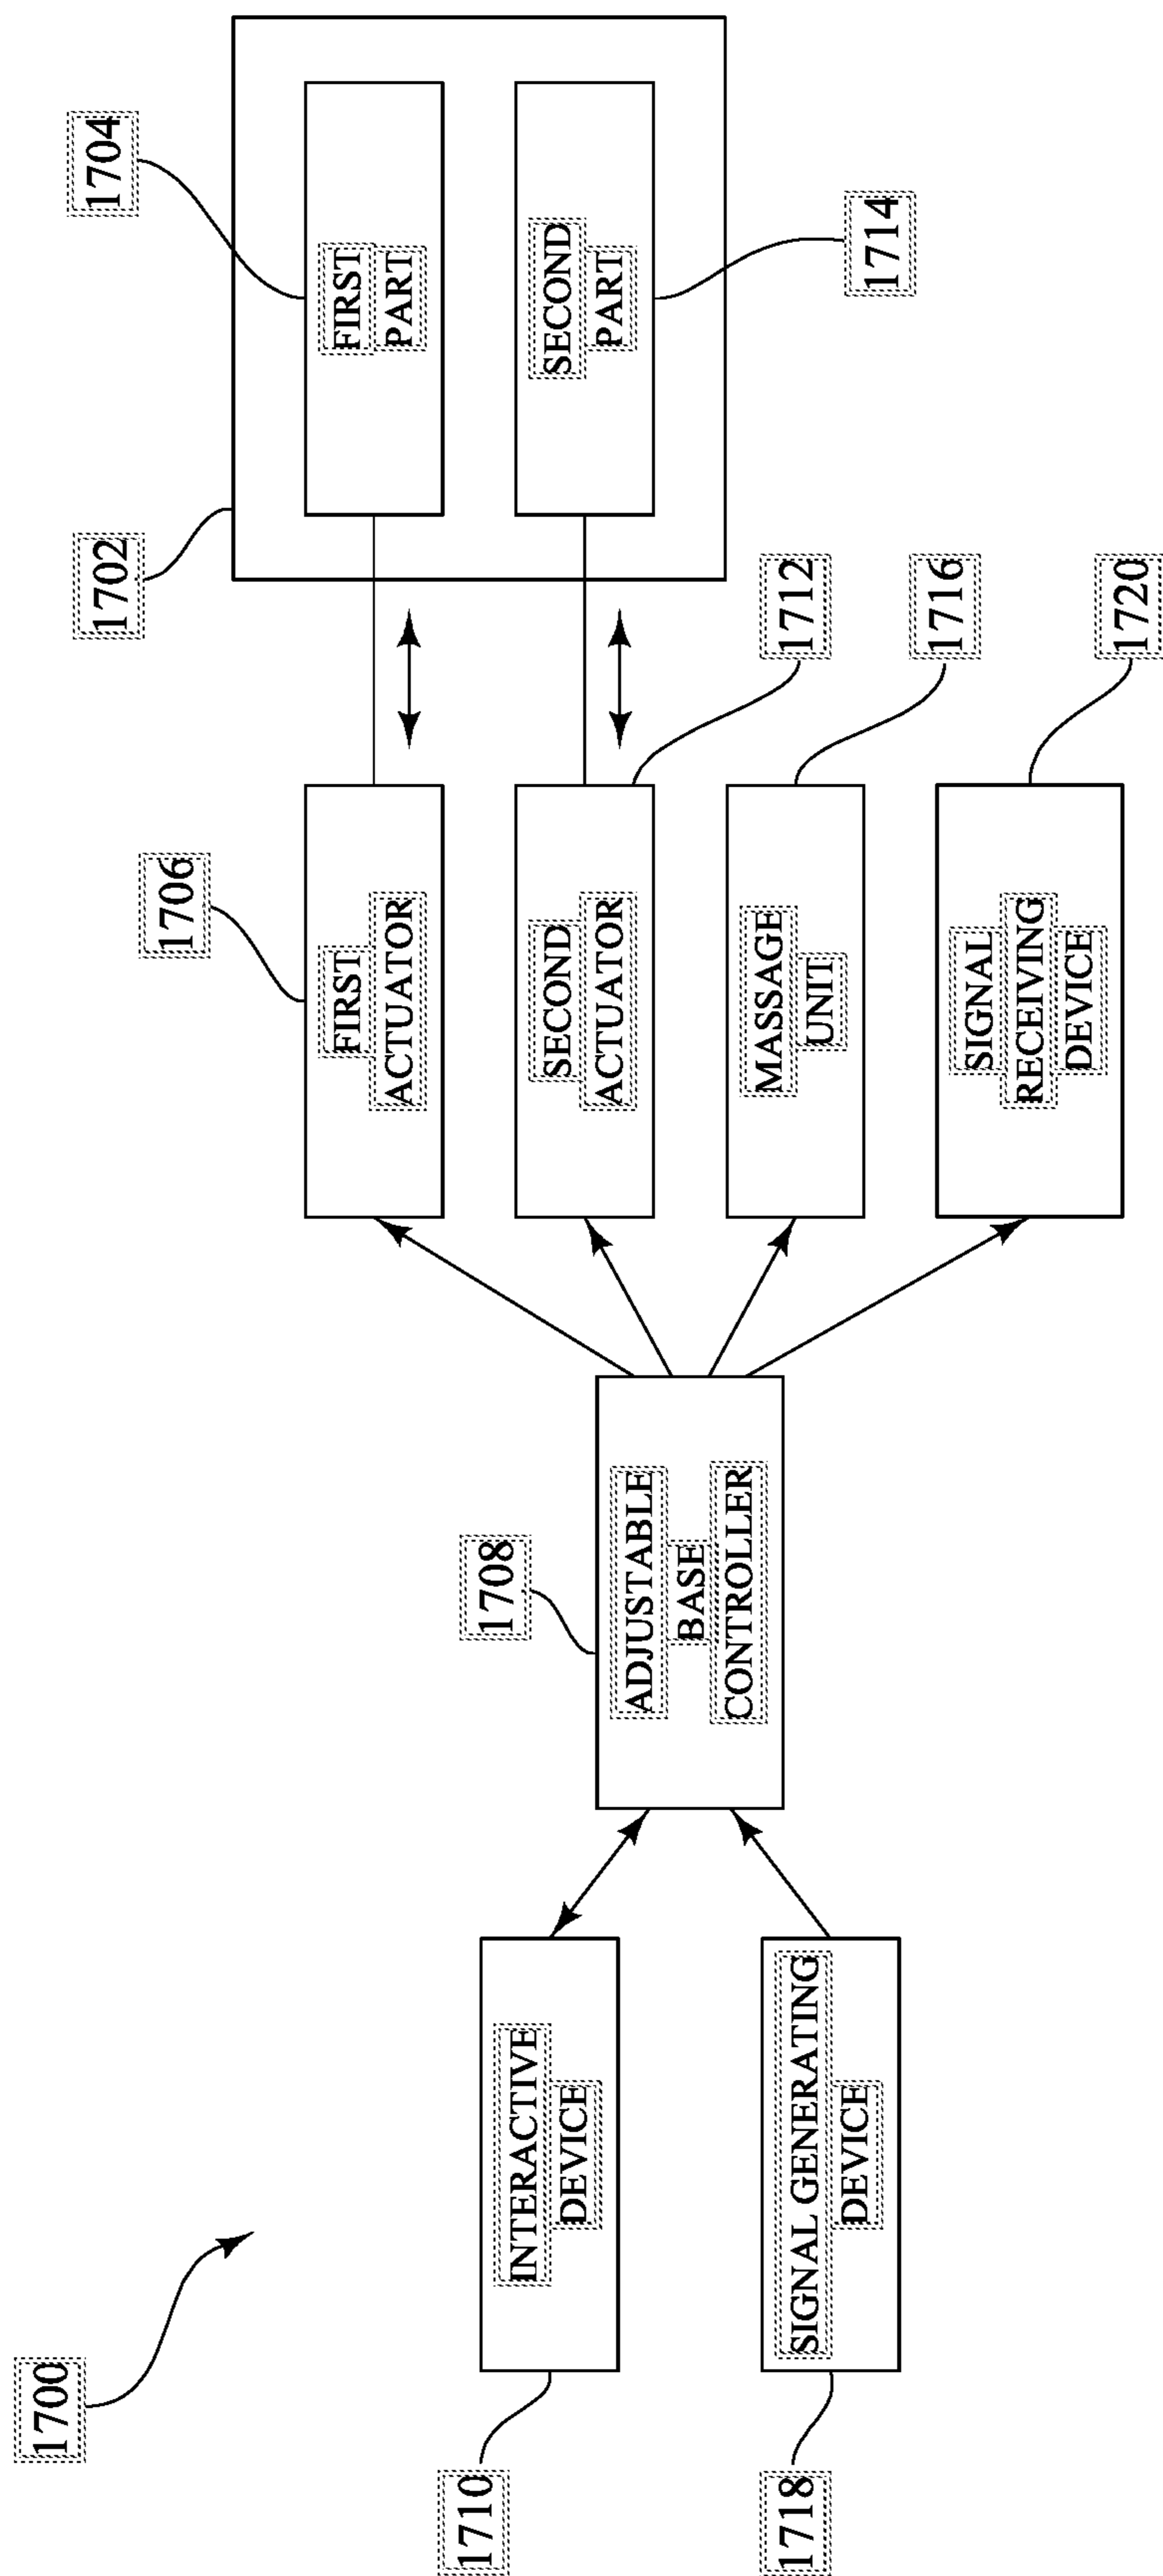 1700
1710
INTERACTIVE
DEVICE
1718
SIGNAL GENERATING
DEVICE
1708
ADJUSTABLE
BASE
CONTROLLER
1706
FIRST
ACTUATOR
SECOND
ACTUATOR
1712
MASSAGE
UNIT
1716
SIGNAL
RECEIVING
DEVICE
1720
1702
1704
FIRST
PART
SECOND
PART
1714